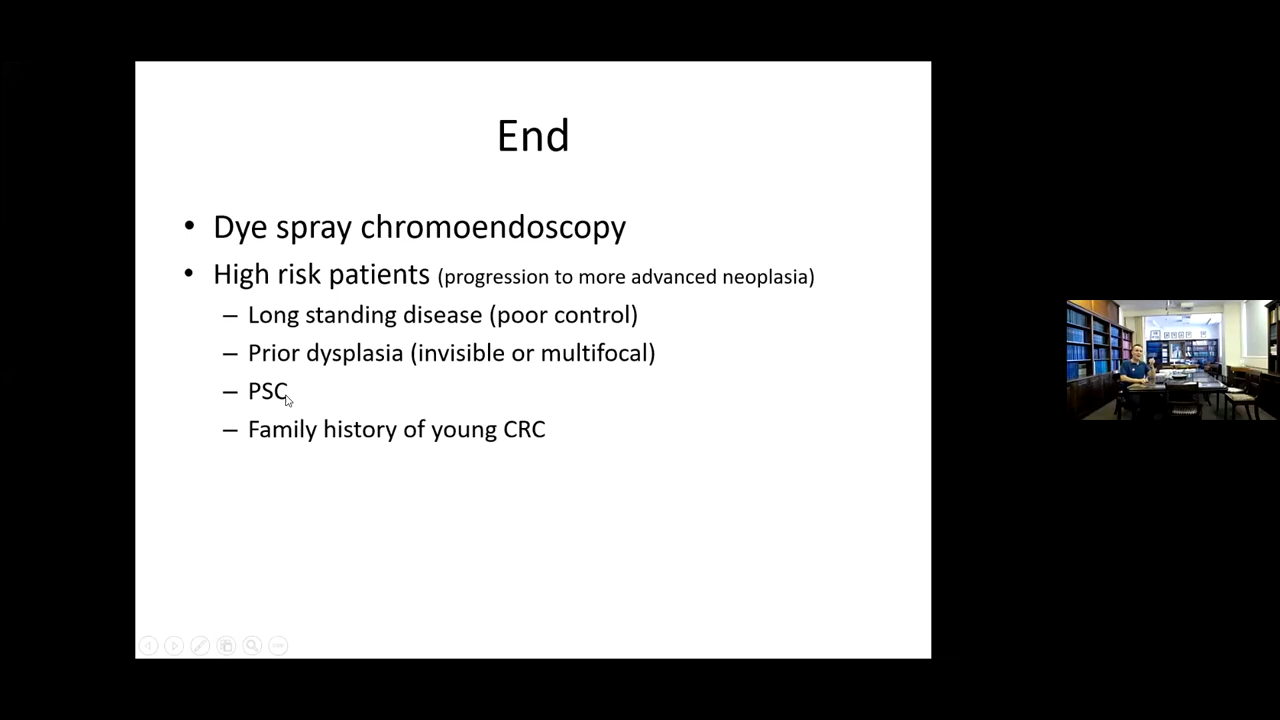 End
• Dye spray chromoendoscopy
• High risk patients (progression to more advanced neoplasia)
– Long standing disease (poor control)
– Prior dysplasia (invisible or multifocal)
– PSC
– Family history of young CRC